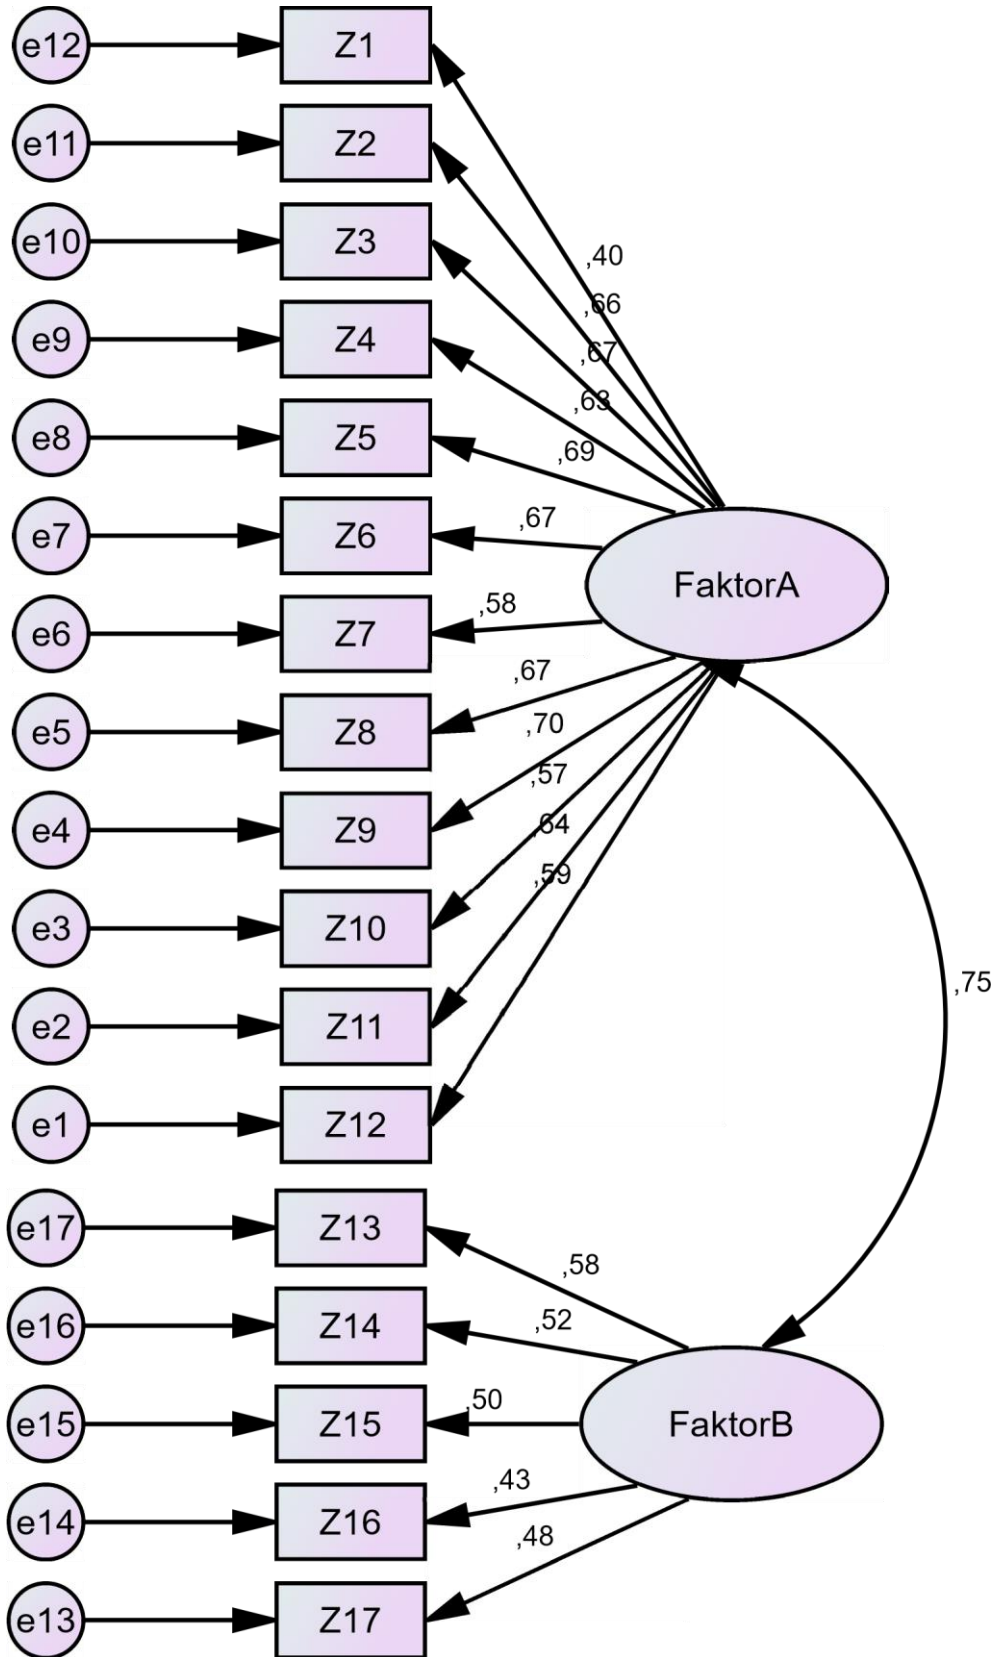 e12 Z1
e11 Z2
e10 Z3
,40
,66
e9 Z4
,67
,63
e8 Z5
,69
e7 Z6
,67
FaktorA
e6 Z7
,58
,67
e5 Z8
,70
,57
e4 Z9
,64
,59
e3 Z10
,75
e2 Z11
e1 Z12
e17 Z13
,58
e16 Z14
,52
,50
e15 Z15
FaktorB
,43
e14 Z16
,48
e13 Z17